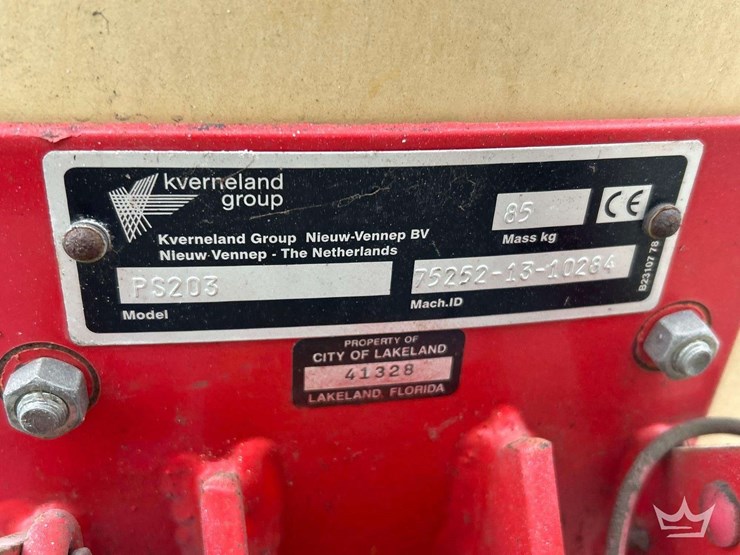 kverneland
group
Kverneland Group Nieuw-Vennep BV
Nieuw-Vennep - The Netherlands
85
CE
Mass kg
PS203
Model
75252-13-10284
Mach.ID
B23107 78
PROPERTY OF
CITY OF LAKELAND
41328
LAKELAND, FLORIDA